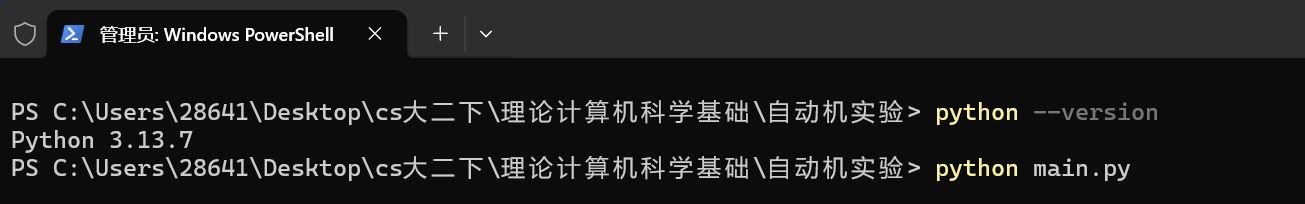 管理员: Windows PowerShell
PS C:\Users\28641\Desktop\cs大二下\理论计算机科学基础\自动机实验> python --version
Python 3.13.7
PS C:\Users\28641\Desktop\cs大二下\理论计算机科学基础\自动机实验> python main.py